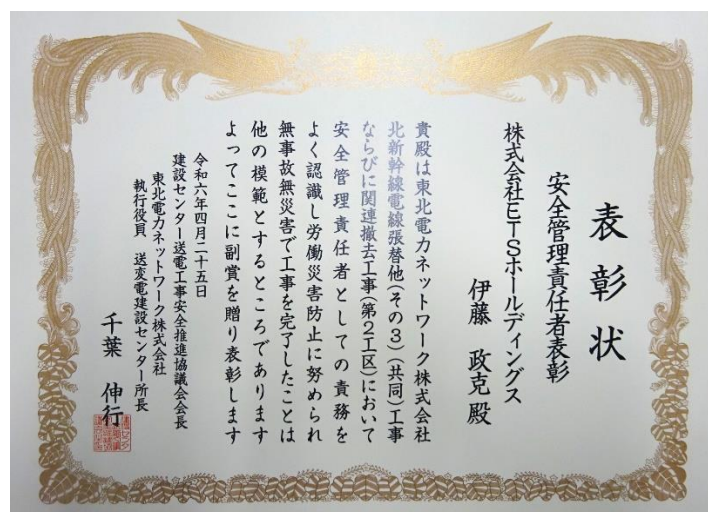 表彰状
安全管理責任者表彰
株式会社ETSホールディングス
伊藤 政克殿
貴殿は東北電力ネットワーク株式会社
北新幹線電線張替他(その3)(共同)工事
ならびに関連撤去工事(第2工区)において
安全管理責任者としての責務を
よく認識し労働災害防止に努められ
無事故無災害で工事を完了したことは
他の模範とするところであります
よってここに副賞を贈り表彰します
令和六年四月二十五日
建設センター送電工事安全推進協議会会長
東北電力ネットワーク株式会社
執行役員 送変電建設センター所長
千葉 伸行